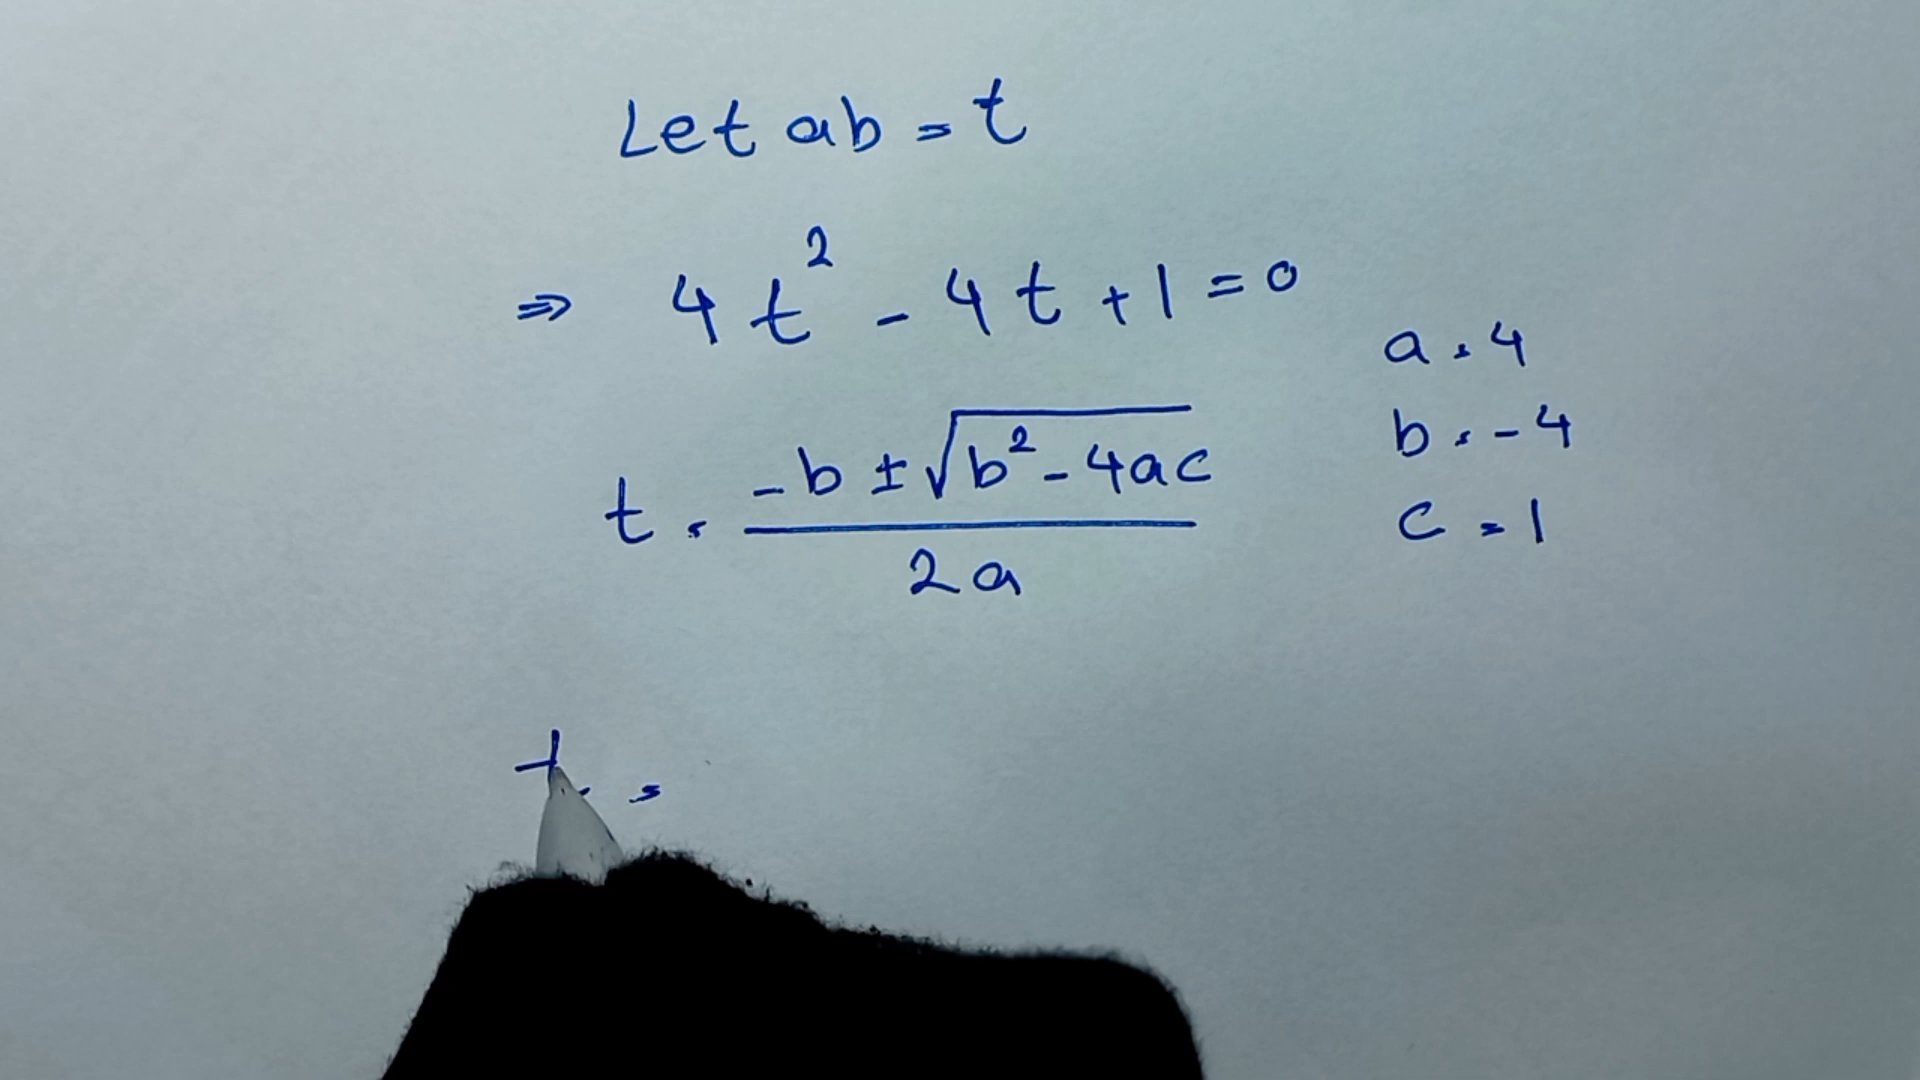 Let ab = t
⇒ 4t² - 4t + 1 = 0
a = 4
b = -4
c = 1
t = (-b ± √(b² - 4ac)) / 2a
t =